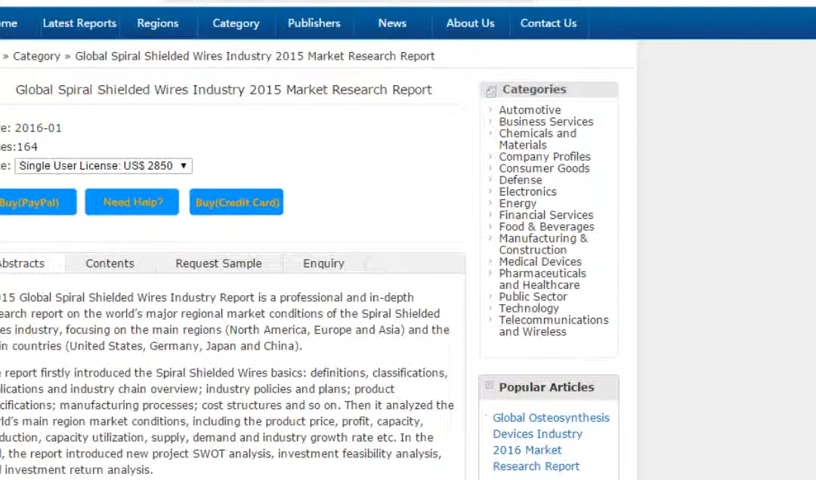 ome Latest Reports Regions Category Publishers News About Us Contact Us
» Category » Global Spiral Shielded Wires Industry 2015 Market Research Report
Global Spiral Shielded Wires Industry 2015 Market Research Report
e: 2016-01
es:164
e: Single User License: US$ 2850
Buy(PayPal) Need Help? Buy(Credit Card)
Abstracts Contents Request Sample Enquiry
15 Global Spiral Shielded Wires Industry Report is a professional and in-depth
earch report on the world's major regional market conditions of the Spiral Shielded
es industry, focusing on the main regions (North America, Europe and Asia) and the
in countries (United States, Germany, Japan and China).
e report firstly introduced the Spiral Shielded Wires basics: definitions, classifications,
lications and industry chain overview; industry policies and plans; product
cifications; manufacturing processes; cost structures and so on. Then it analyzed the
rld's main region market conditions, including the product price, profit, capacity,
duction, capacity utilization, supply, demand and industry growth rate etc. In the
d, the report introduced new project SWOT analysis, investment feasibility analysis,
d investment return analysis.
Categories
Automotive
Business Services
Chemicals and
Materials
Company Profiles
Consumer Goods
Defense
Electronics
Energy
Financial Services
Food & Beverages
Manufacturing &
Construction
Medical Devices
Pharmaceuticals
and Healthcare
Public Sector
Technology
Telecommunications
and Wireless
Popular Articles
Global Osteosynthesis
Devices Industry
2016 Market
Research Report